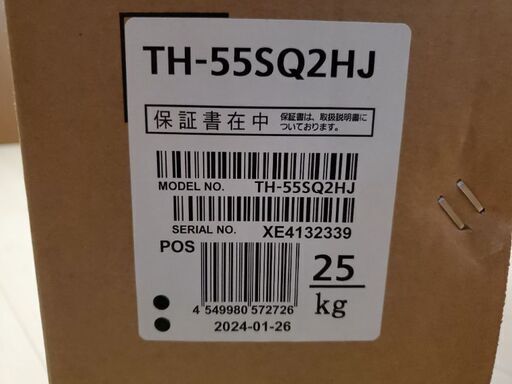 TH-55SQ2HJ
保証書在中
保証書は、取扱説明書に
ついております。
MODEL NO. TH-55SQ2HJ
SERIAL NO. XE4132339
POS
4 549980 572726
2024-01-26
25
kg